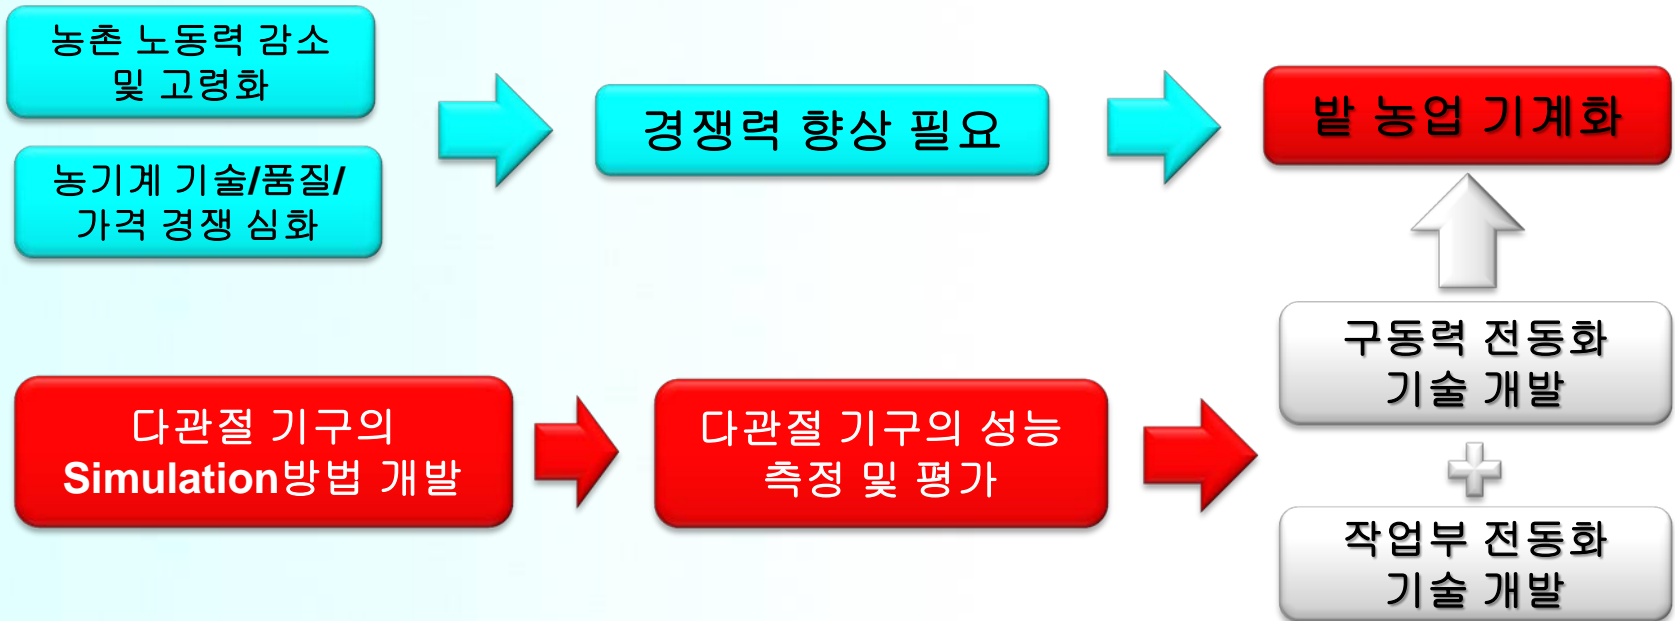 농촌 노동력 감소
및 고령화
농기계 기술/품질/
가격 경쟁 심화
경쟁력 향상 필요
밭 농업 기계화
다관절 기구의
Simulation방법 개발
다관절 기구의 성능
측정 및 평가
구동력 전동화
기술 개발
작업부 전동화
기술 개발